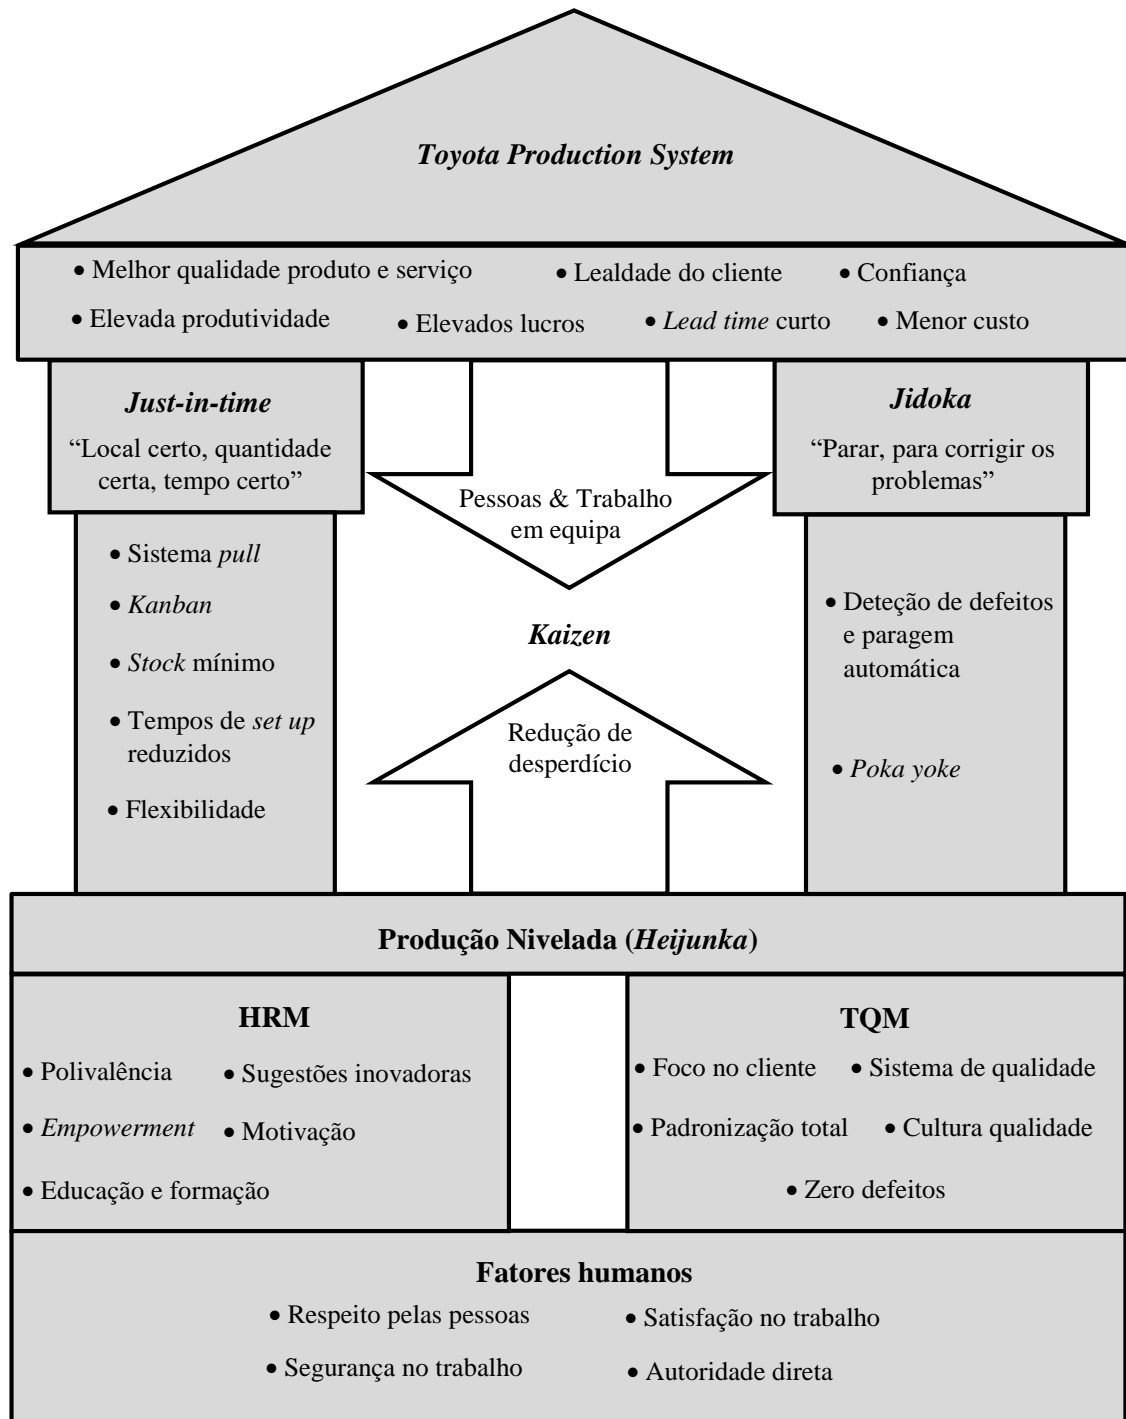 Toyota Production System
• Melhor qualidade produto e serviço • Lealdade do cliente • Confiança
• Elevada produtividade • Elevados lucros • Lead time curto • Menor custo
Just-in-time
“Local certo, quantidade
certa, tempo certo”
• Sistema pull
• Kanban
• Stock mínimo
• Tempos de set up
reduzidos
• Flexibilidade
Pessoas & Trabalho
em equipa
Kaizen
Redução de
desperdício
Jidoka
“Parar, para corrigir os
problemas”
• Deteção de defeitos
e paragem
automática
• Poka yoke
Produção Nivelada (Heijunka)
HRM
• Polivalência • Sugestões inovadoras
• Empowerment • Motivação
• Educação e formação
TQM
• Foco no cliente • Sistema de qualidade
• Padronização total • Cultura qualidade
• Zero defeitos
Fatores humanos
• Respeito pelas pessoas • Satisfação no trabalho
• Segurança no trabalho • Autoridade direta